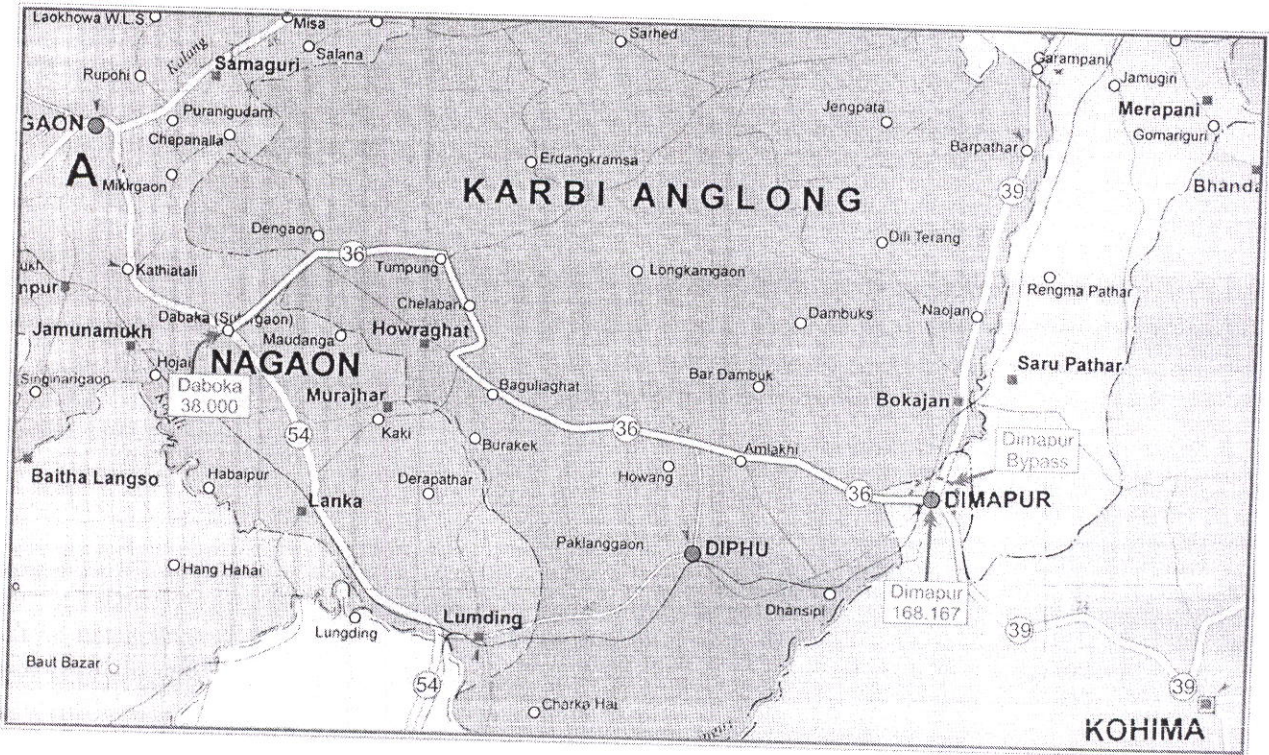 Laokhowa W.L.S.
Misa
Sarhed
Garampani
Kalang
Salana
Samaguri
Rupohi
Jamugiri
Merapani
Jengpata
Puranigudam
GAON
Gomariguri
Chapanalla
Barpathar
Erdangkramsa
A
Mikirgaon
KARBI ANGLONG
39
Bhanda
Dengaon
36
Dili Terang
Tumpung
Kathiatali
Longkamgaon
Rengma Pathar
npur
Chelaban
Naojan
Dabaka
Dambuks
Jamunamukh
Maudanga
Howraghat
NAGAON
Hojai
Saru Pathar
Singinarigaon
Daboka
38.000
Bar Dambuk
Baguliaghat
Murajhar
Bokajan
54
Kaki
36
Burakek
Dimapur
Bypass
Amlakhi
Baitha Langso
Habaipur
Howang
Derapathar
36
Lanka
DIMAPUR
Paklanggaon
DIPHU
Hang Hahai
Dimapur
168.167
Dhansipi
Lungding
Lumding
39
Baut Bazar
54
39
Charka Hai
KOHIMA